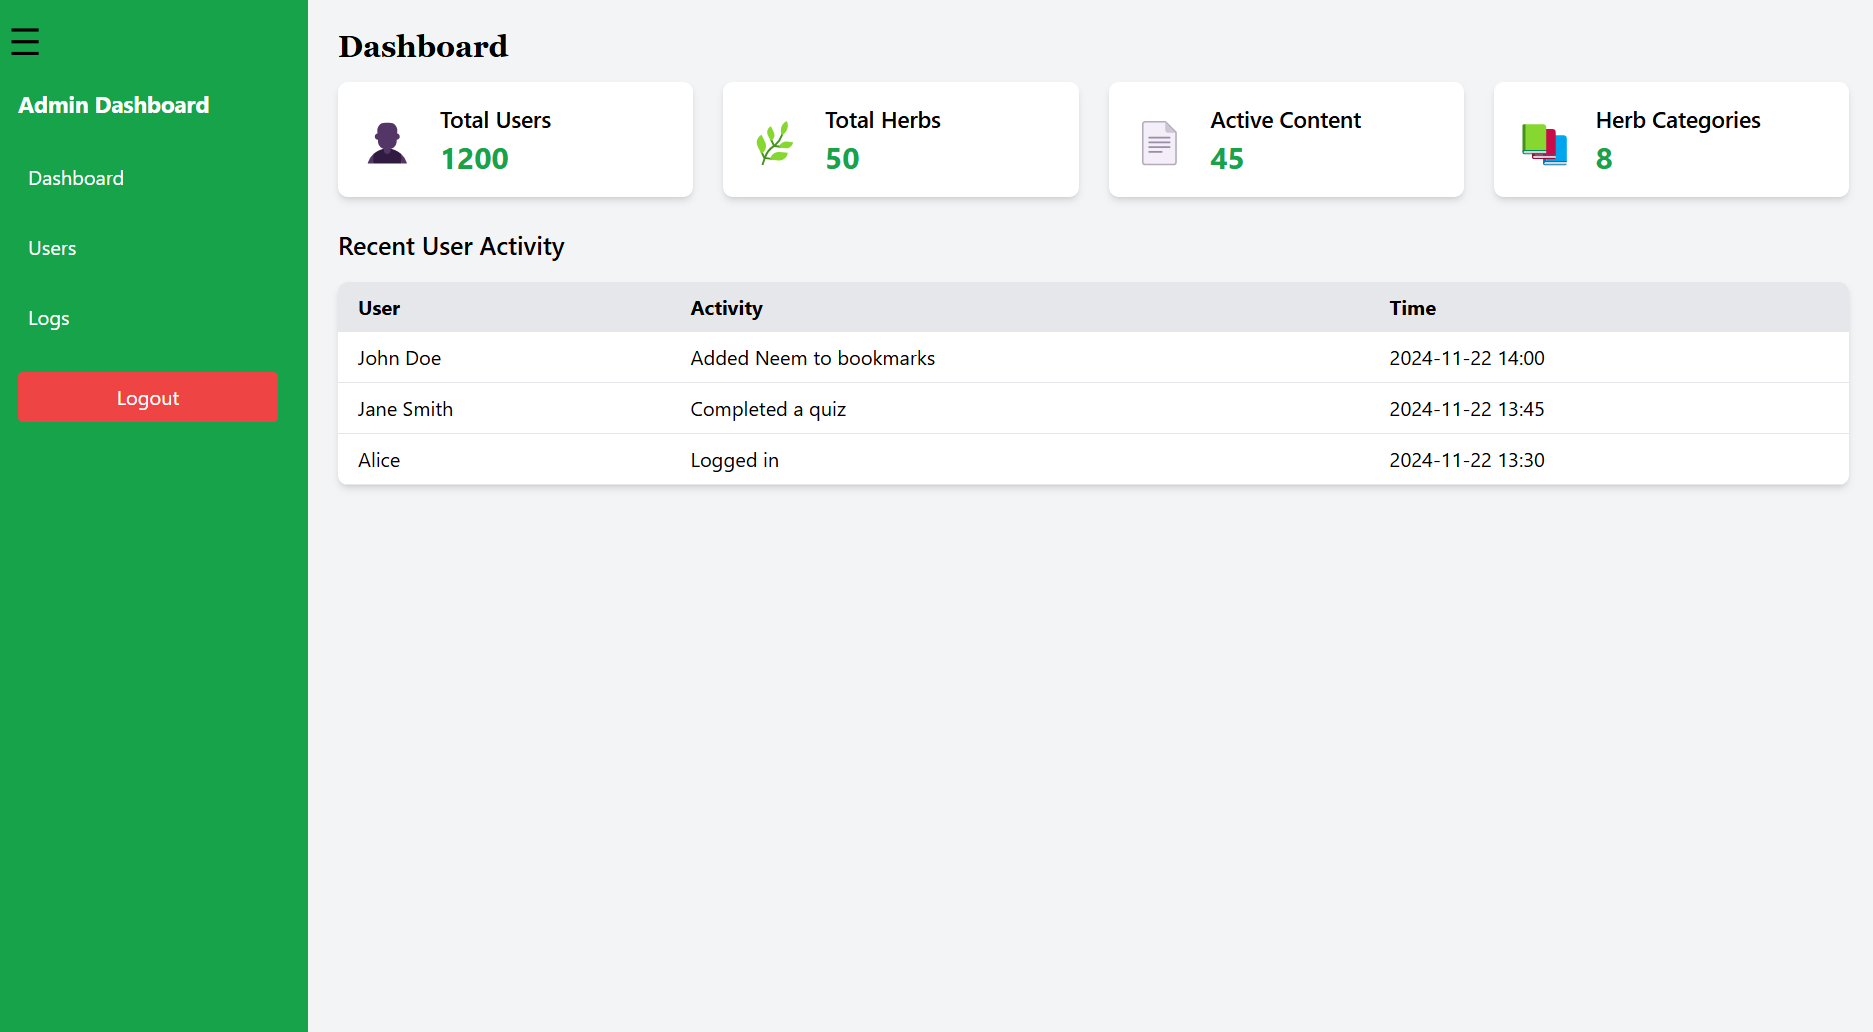 Admin Dashboard
Dashboard
Users
Logs
Logout
Dashboard
Total Users
1200
Total Herbs
50
Active Content
45
Herb Categories
8
Recent User Activity
User Activity Time
John Doe Added Neem to bookmarks 2024-11-22 14:00
Jane Smith Completed a quiz 2024-11-22 13:45
Alice Logged in 2024-11-22 13:30